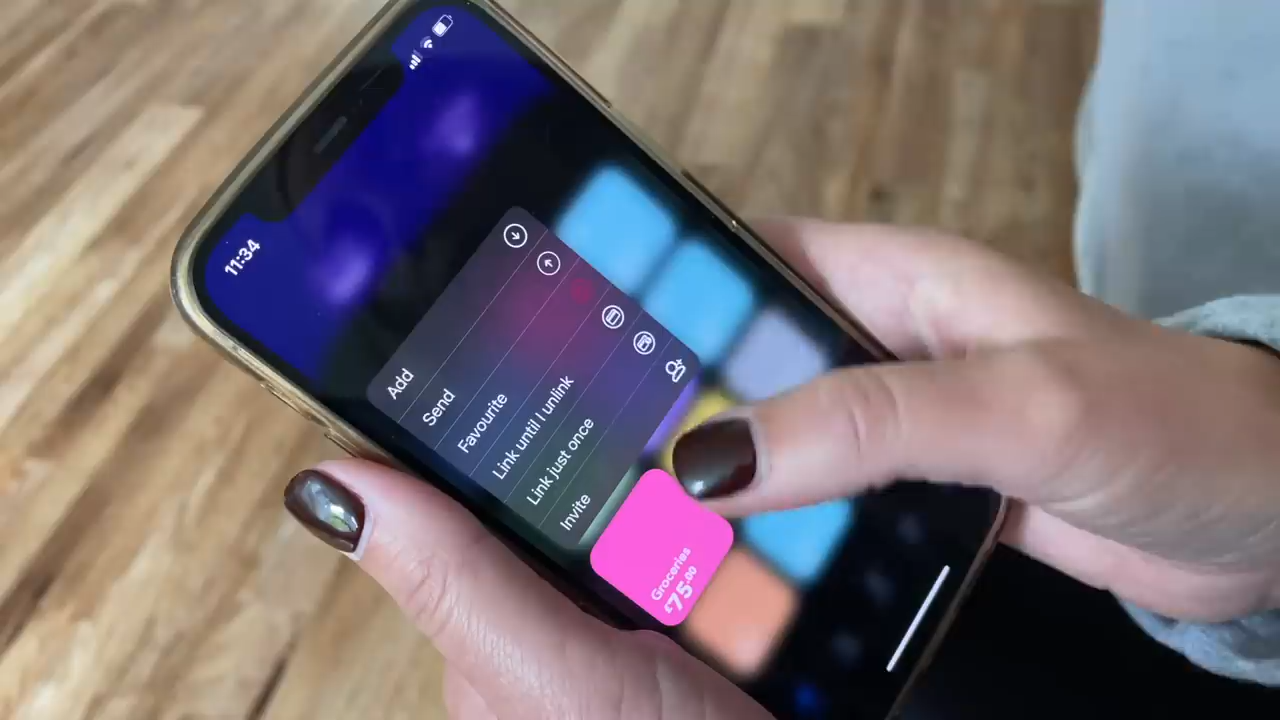 11:34
Add
Send
Favourite
Link until I unlink
Link just once
Invite
Groceries
£75.00